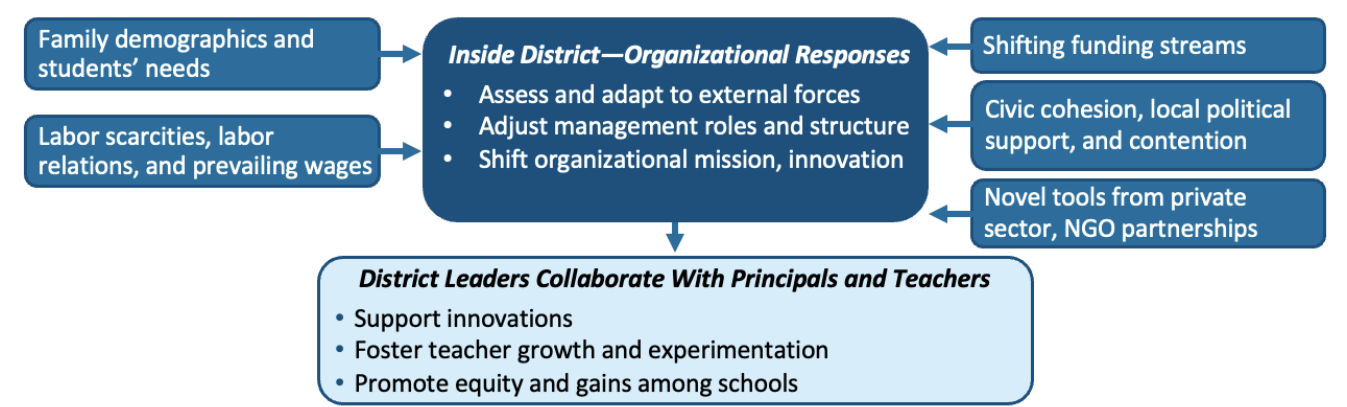 Family demographics and
students’ needs
Labor scarcities, labor
relations, and prevailing wages
Inside District—Organizational Responses
• Assess and adapt to external forces
• Adjust management roles and structure
• Shift organizational mission, innovation
Shifting funding streams
Civic cohesion, local political
support, and contention
Novel tools from private
sector, NGO partnerships
District Leaders Collaborate With Principals and Teachers
• Support innovations
• Foster teacher growth and experimentation
• Promote equity and gains among schools